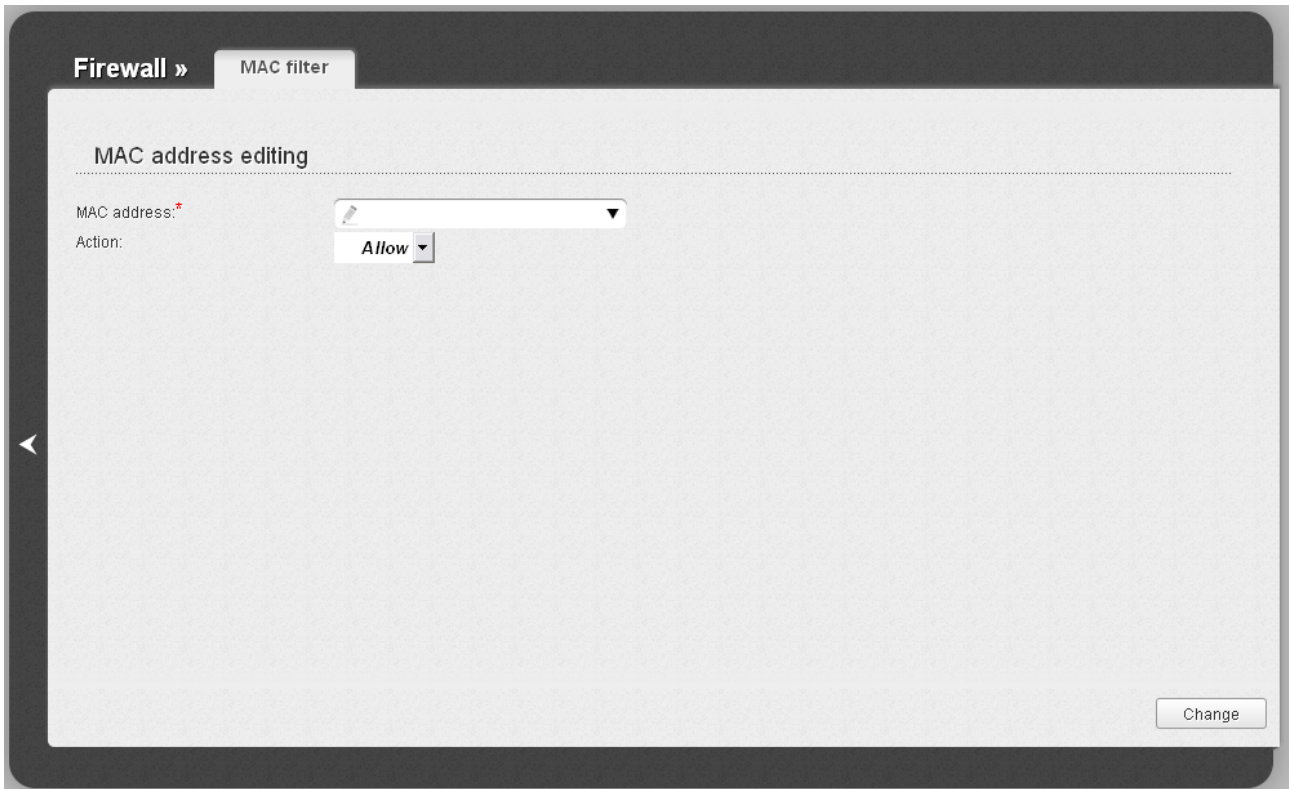 Firewall » MAC filter
MAC address editing
MAC address:*
Action: Allow
Change